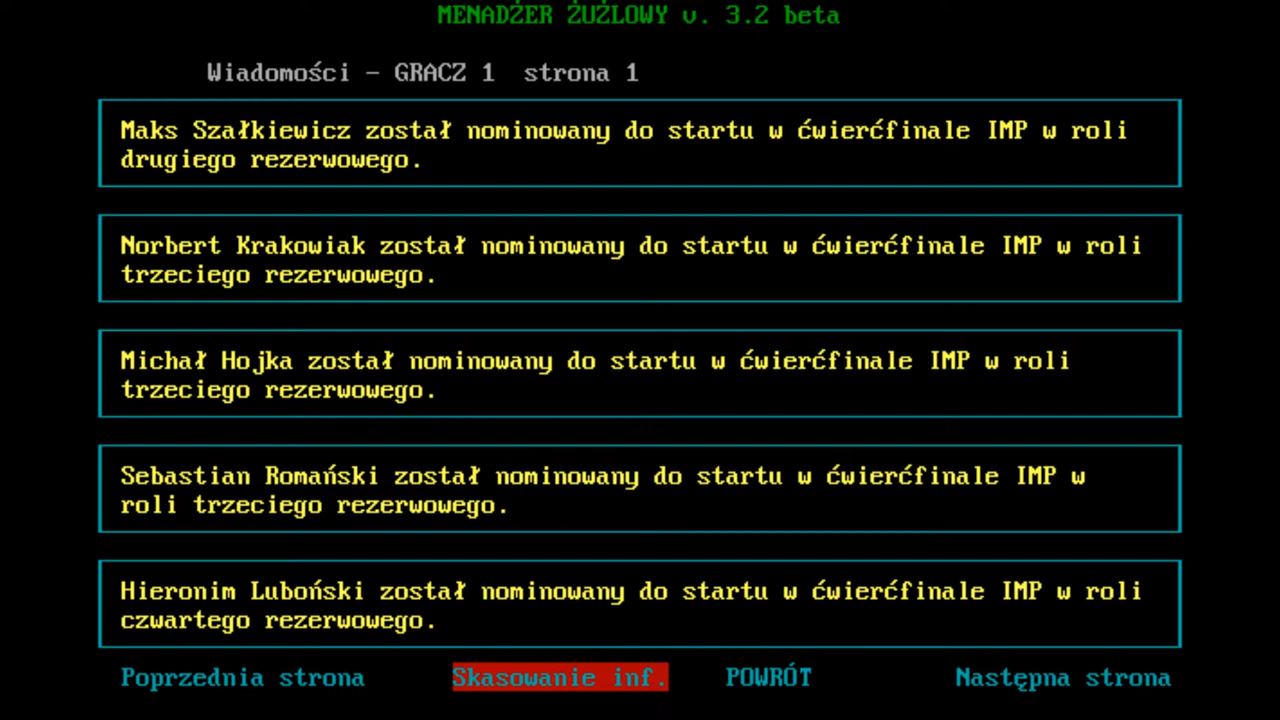 MENADŻER ŻUŻLOWY v. 3.2 beta
Wiadomości - GRACZ 1 strona 1
Maks Szałkiewicz został nominowany do startu w ćwierćfinale IMP w roli
drugiego rezerwowego.
Norbert Krakowiak został nominowany do startu w ćwierćfinale IMP w roli
trzeciego rezerwowego.
Michał Hojka został nominowany do startu w ćwierćfinale IMP w roli
trzeciego rezerwowego.
Sebastian Romański został nominowany do startu w ćwierćfinale IMP w
roli trzeciego rezerwowego.
Hieronim Luboński został nominowany do startu w ćwierćfinale IMP w roli
czwartego rezerwowego.
Poprzednia strona Skasowanie inf. POWRÓT Następna strona